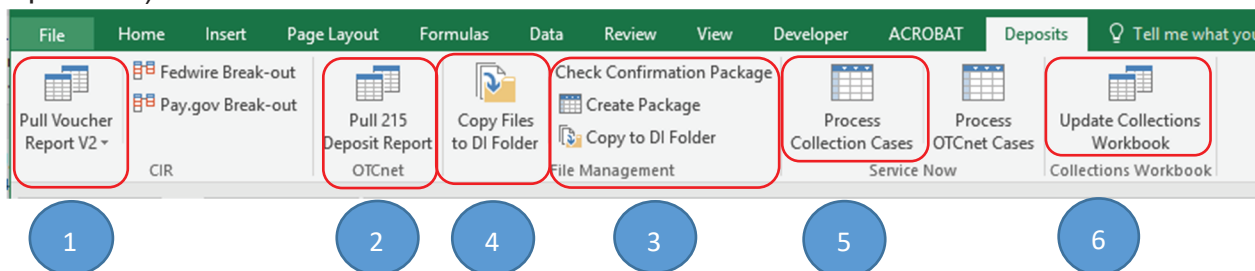 File Home Insert Page Layout Formulas Data Review View Developer ACROBAT Deposits Tell me what you
Pull Voucher
Report V2
Fedwire Break-out
Pay.gov Break-out
CIR
Pull 215
Deposit Report
OTCnet
Copy Files
to DI Folder
Check Confirmation Package
Create Package
Copy to DI Folder
File Management
Process
Collection Cases
Process
OTCnet Cases
Service Now
Update Collections
Workbook
Collections Workbook
1 2 4 3 5 6